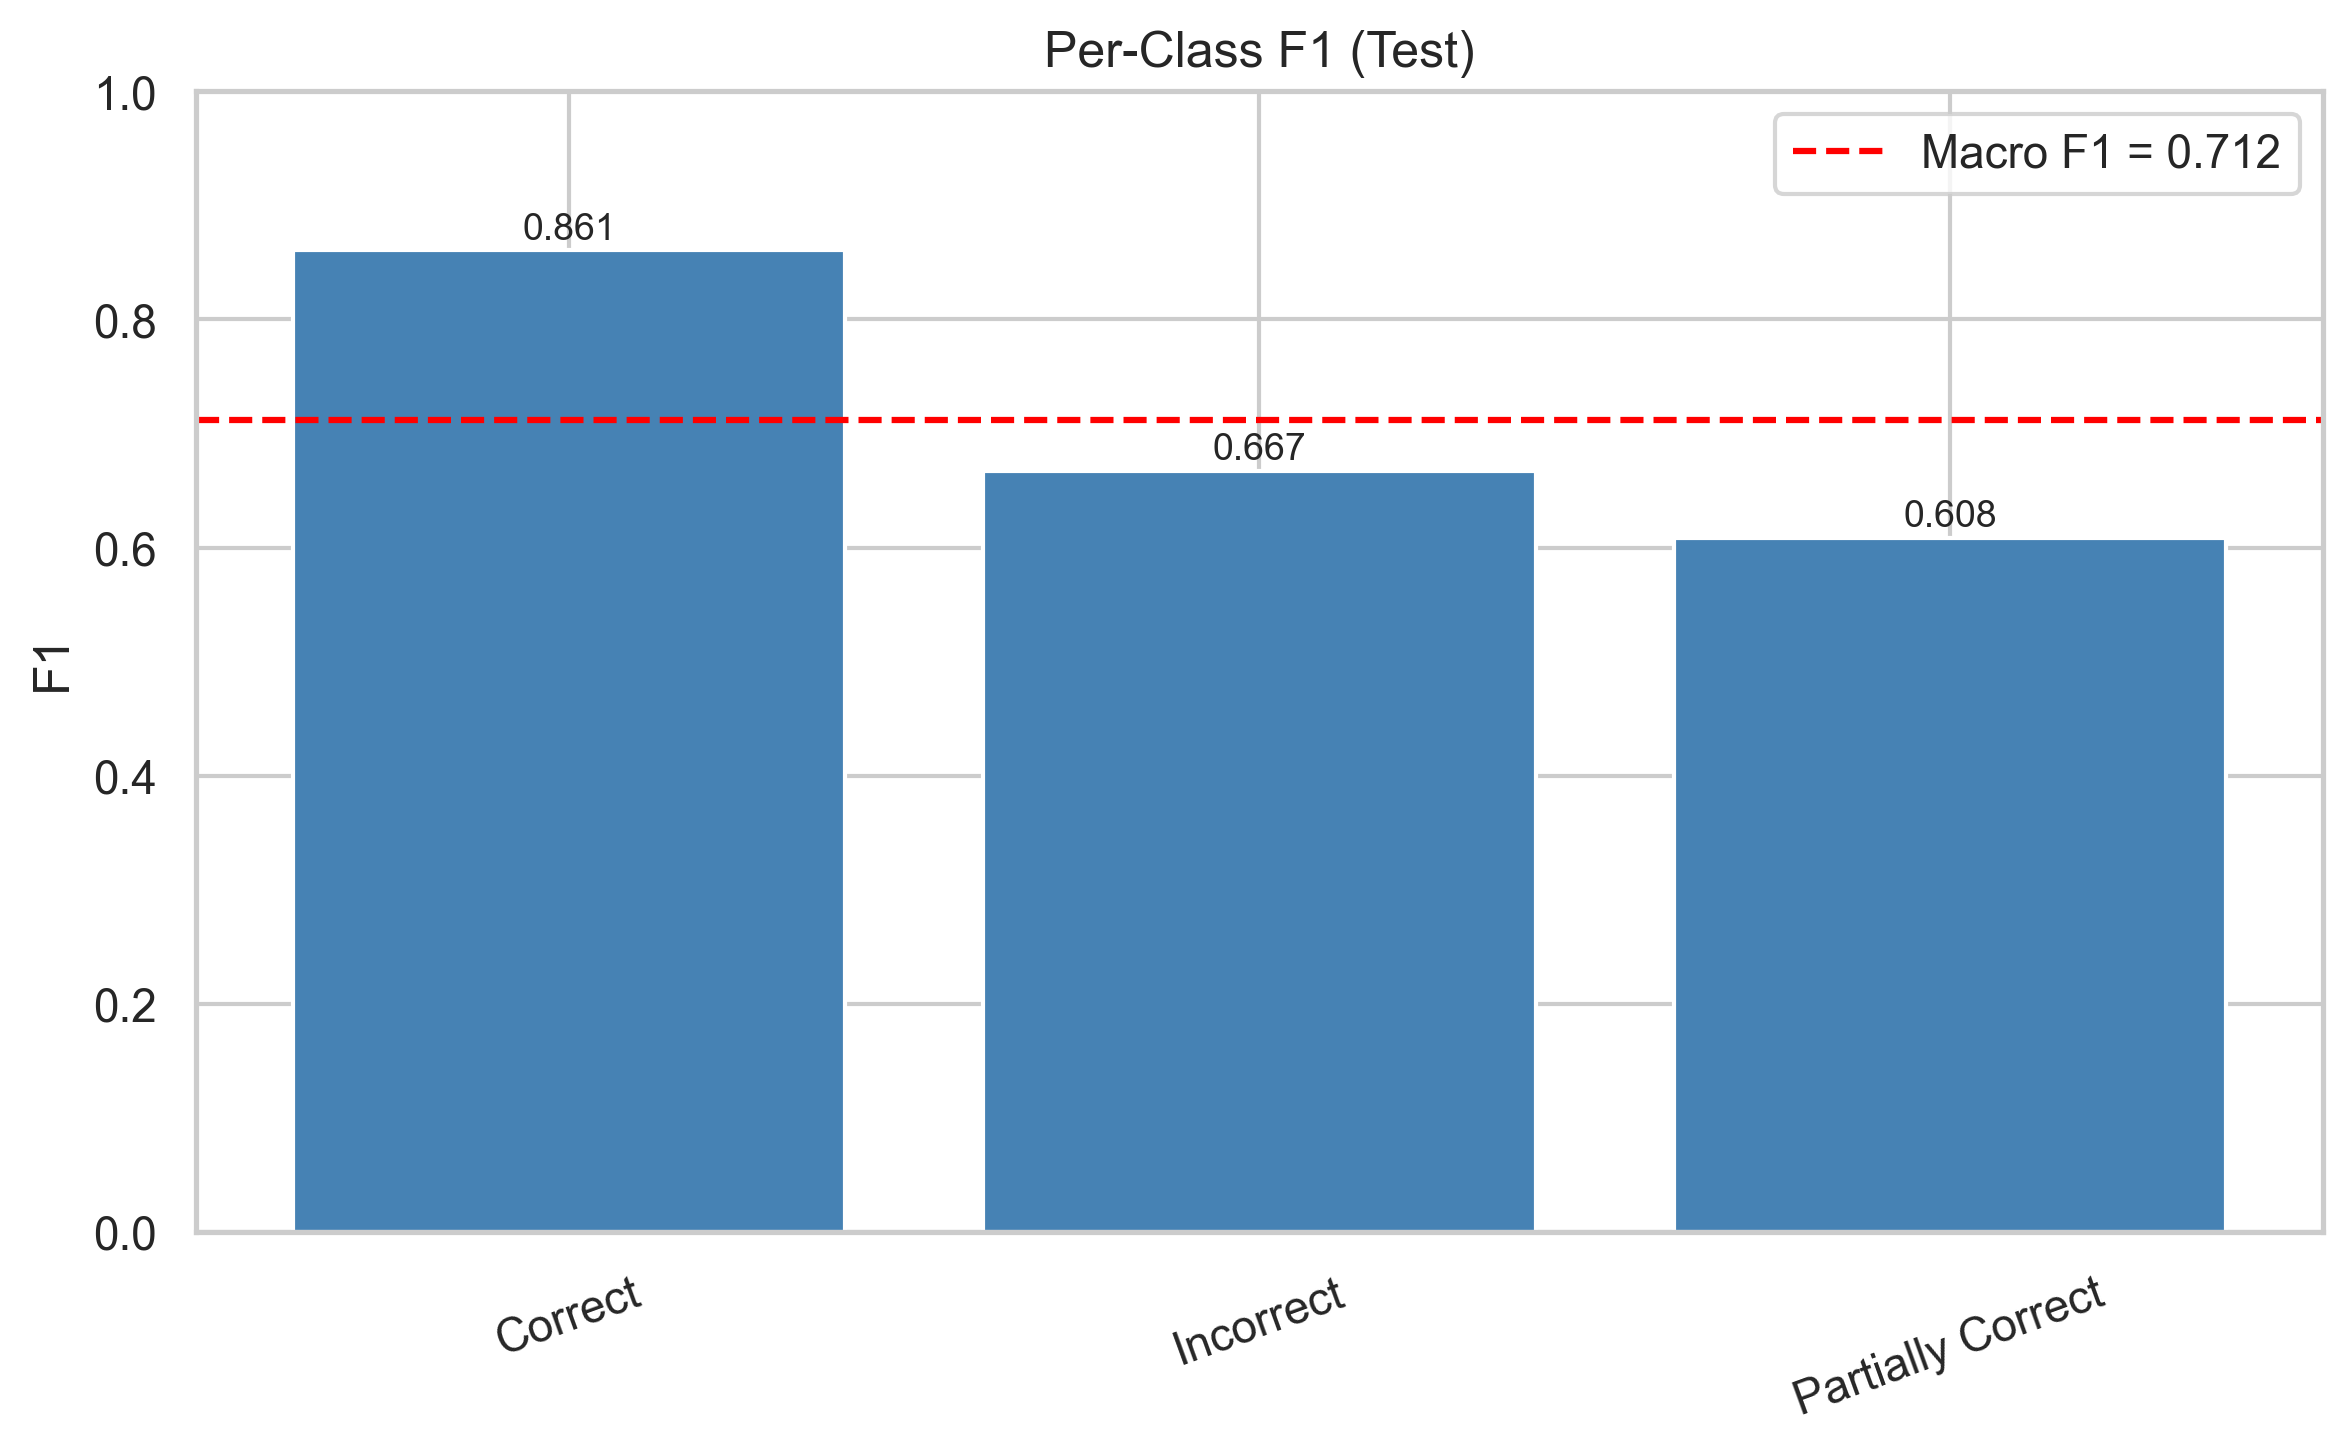 Per-Class F1 (Test)
1.0
0.8
0.6
0.4
0.2
0.0
F1
Macro F1 = 0.712
0.861
0.667
0.608
Correct
Incorrect
Partially Correct